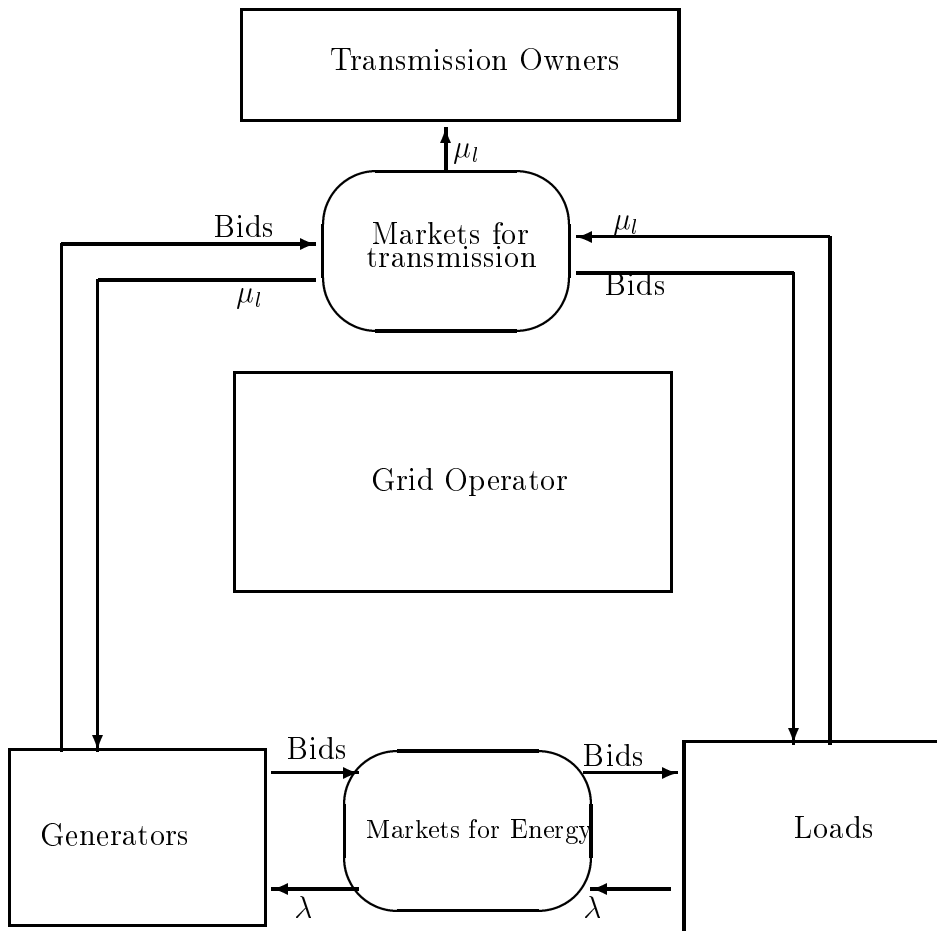 Transmission Owners
μ_l
Bids
Markets for
transmission
μ_l
μ_l
Bids
Grid Operator
Bids
Bids
Generators
Markets for Energy
Loads
λ
λ